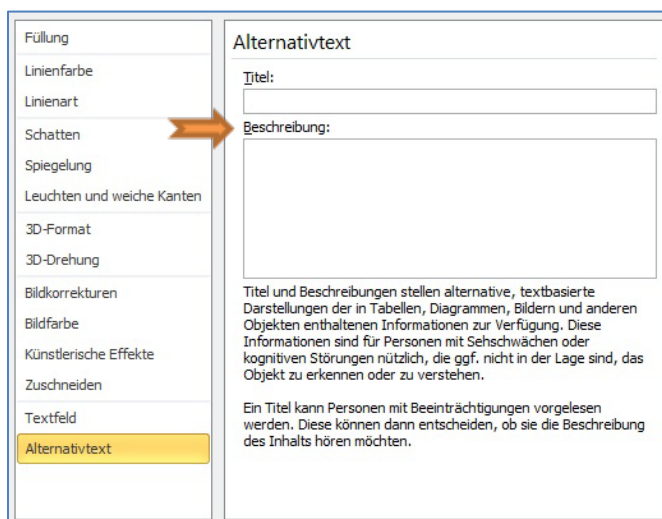 Füllung
Linienfarbe
Linienart
Schatten
Spiegelung
Leuchten und weiche Kanten
3D-Format
3D-Drehung
Bildkorrekturen
Bildfarbe
Künstlerische Effekte
Zuschneiden
Textfeld
Alternativtext
Alternativtext
Titel:
Beschreibung:
Titel und Beschreibungen stellen alternative, textbasierte
Darstellungen der in Tabellen, Diagrammen, Bildern und anderen
Objekten enthaltenen Informationen zur Verfügung. Diese
Informationen sind für Personen mit Sehschwächen oder
kognitiven Störungen nützlich, die ggf. nicht in der Lage sind, das
Objekt zu erkennen oder zu verstehen.
Ein Titel kann Personen mit Beeinträchtigungen vorgelesen
werden. Diese können dann entscheiden, ob sie die Beschreibung
des Inhalts hören möchten.